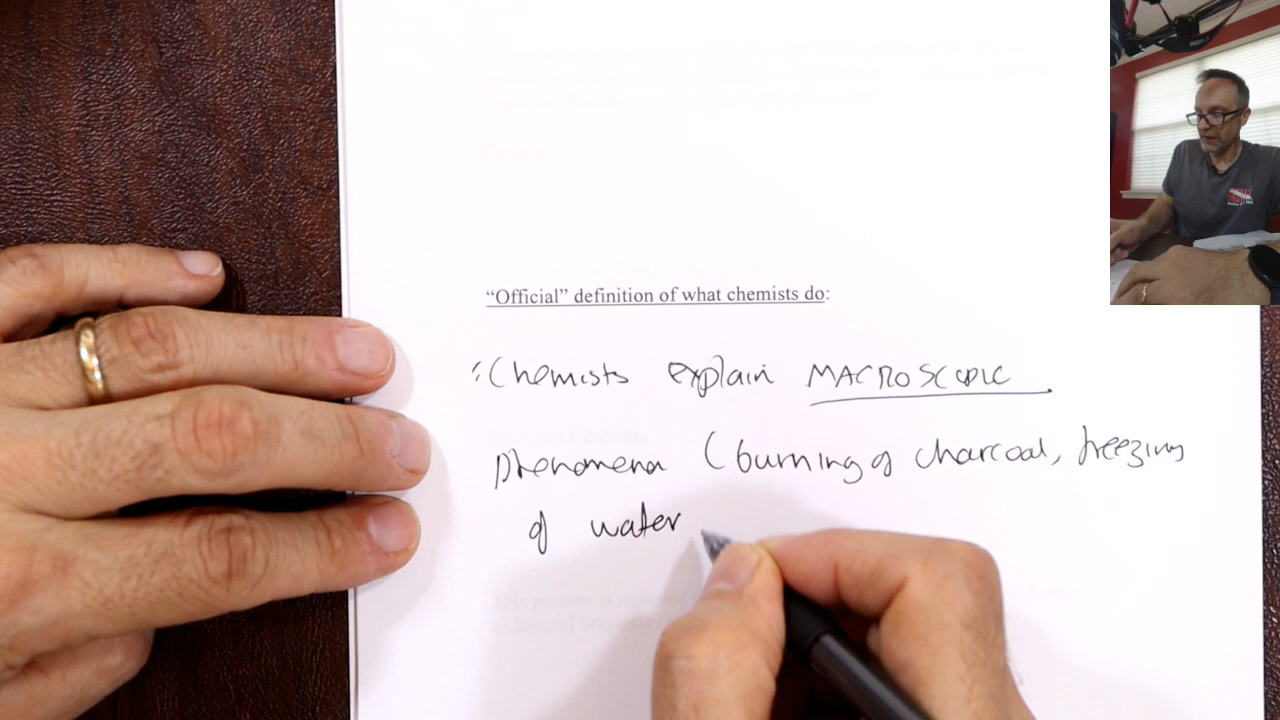 “Official” definition of what chemists do:
“Chemists explain MACROSCOPIC
phenomena (burning of charcoal, freezing
of water